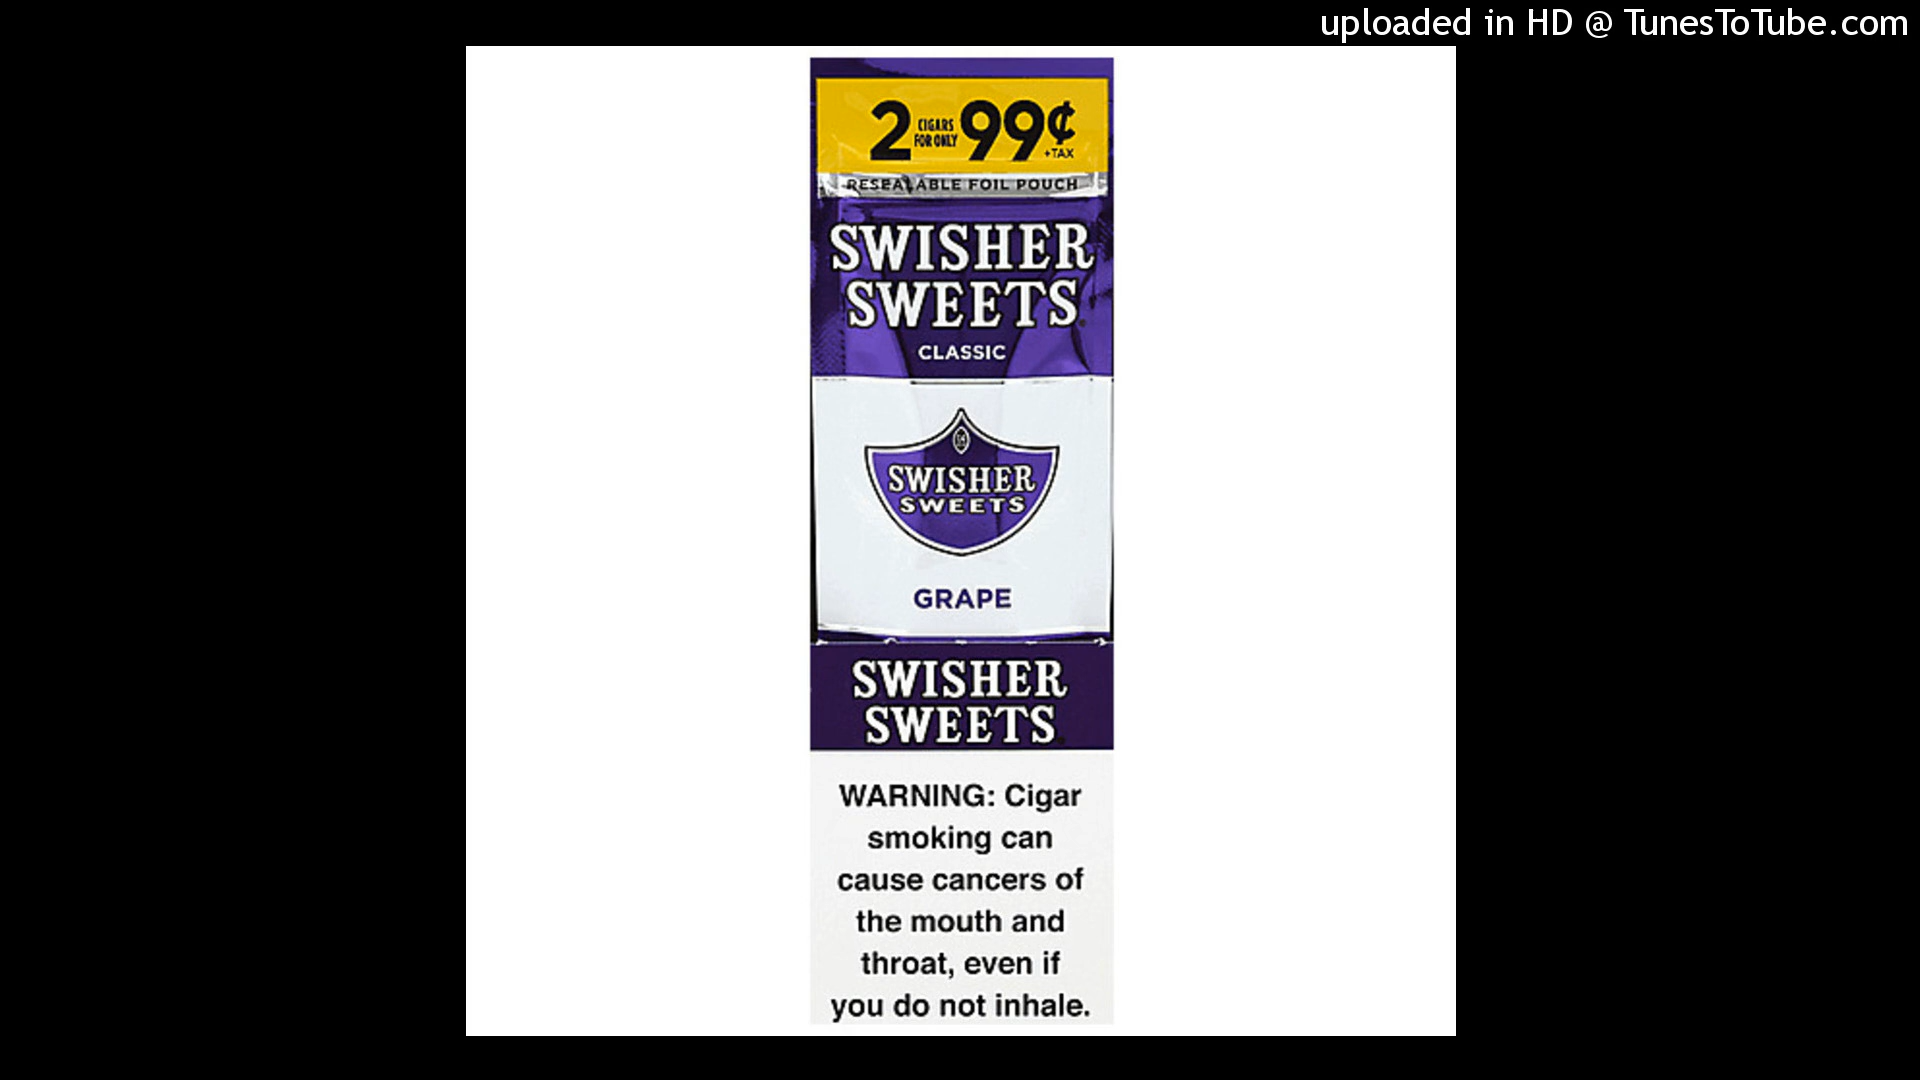 uploaded in HD @ TunesToTube.com
2 CIGARS FOR ONLY 99¢
+TAX
RESEALABLE FOIL POUCH
SWISHER
SWEETS
CLASSIC
SWISHER
SWEETS
GRAPE
SWISHER
SWEETS
WARNING: Cigar
smoking can
cause cancers of
the mouth and
throat, even if
you do not inhale.